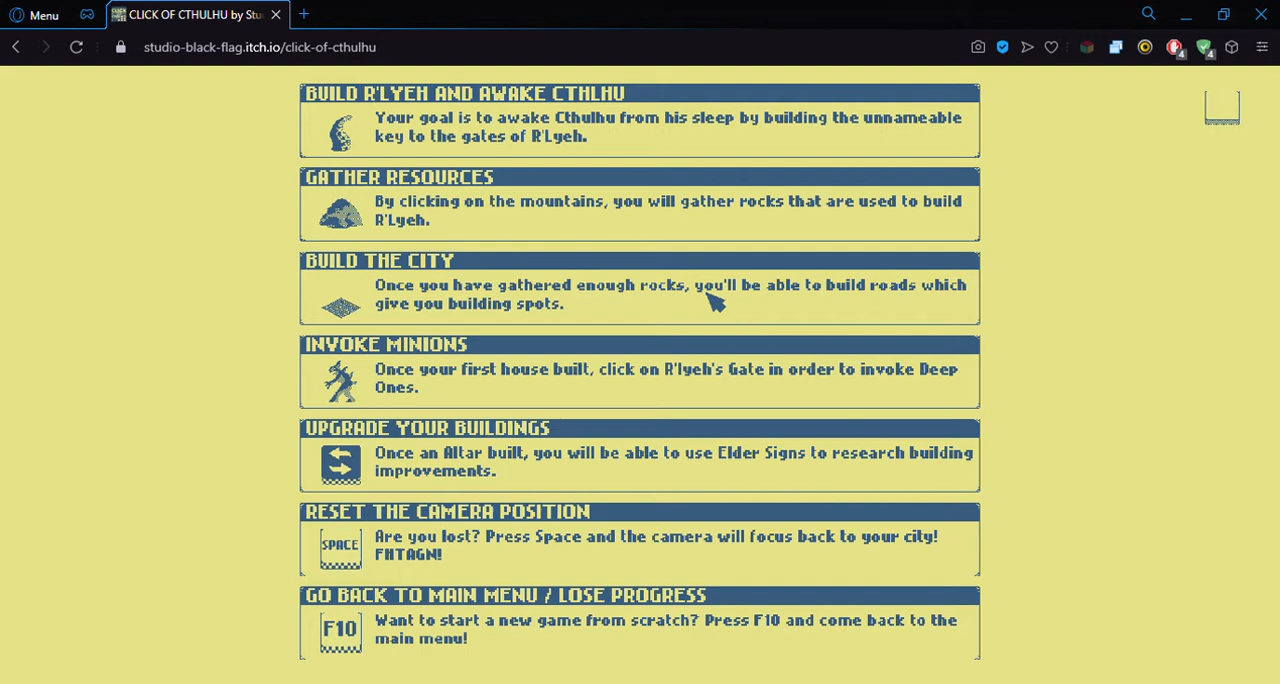 Menu
CLICK OF CTHULHU by Stu
studio-black-flag.itch.io/click-of-cthulhu
4
4
BUILD R'LYEH AND AWAKE CTHLHU
Your goal is to awake Cthulhu from his sleep by building the unnameable
key to the gates of R'Lyeh.
GATHER RESOURCES
By clicking on the mountains, you will gather rocks that are used to build
R'Lyeh.
BUILD THE CITY
Once you have gathered enough rocks, you'll be able to build roads which
give you building spots.
INVOKE MINIONS
Once your first house built, click on R'lyeh's Gate in order to invoke Deep
Ones.
UPGRADE YOUR BUILDINGS
Once an Altar built, you will be able to use Elder Signs to research building
improvements.
RESET THE CAMERA POSITION
SPACE
Are you lost? Press Space and the camera will focus back to your city!
FHTAGN!
GO BACK TO MAIN MENU / LOSE PROGRESS
F10
Want to start a new game from scratch? Press F10 and come back to the
main menu!